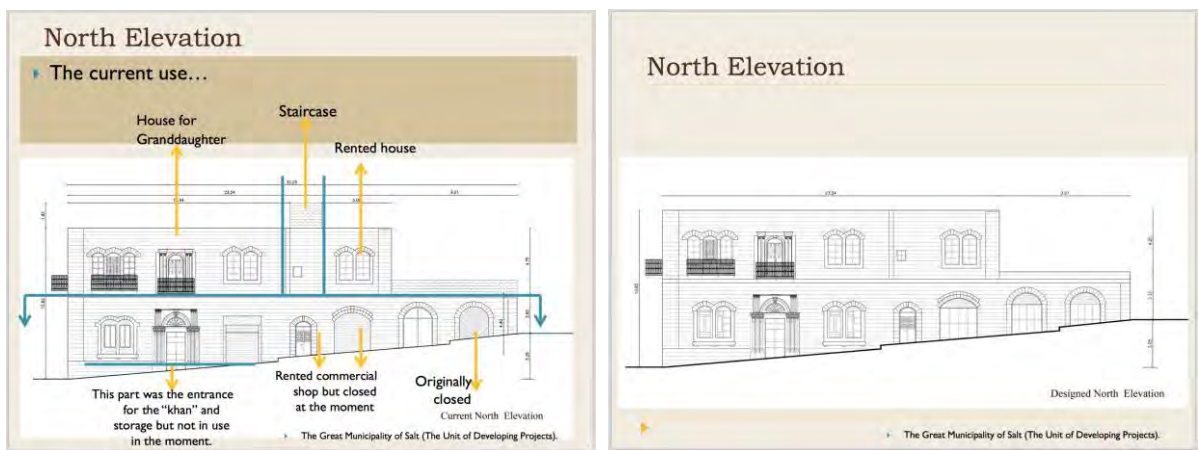 North Elevation
The current use…
Staircase
House for
Granddaughter
Rented house
This part was the entrance
for the “khan” and
storage but not in use
in the moment.
Rented commercial
shop but closed
at the moment
Originally
closed
Current North Elevation
The Great Municipality of Salt (The Unit of Developing Projects).
North Elevation
Designed North Elevation
The Great Municipality of Salt (The Unit of Developing Projects).